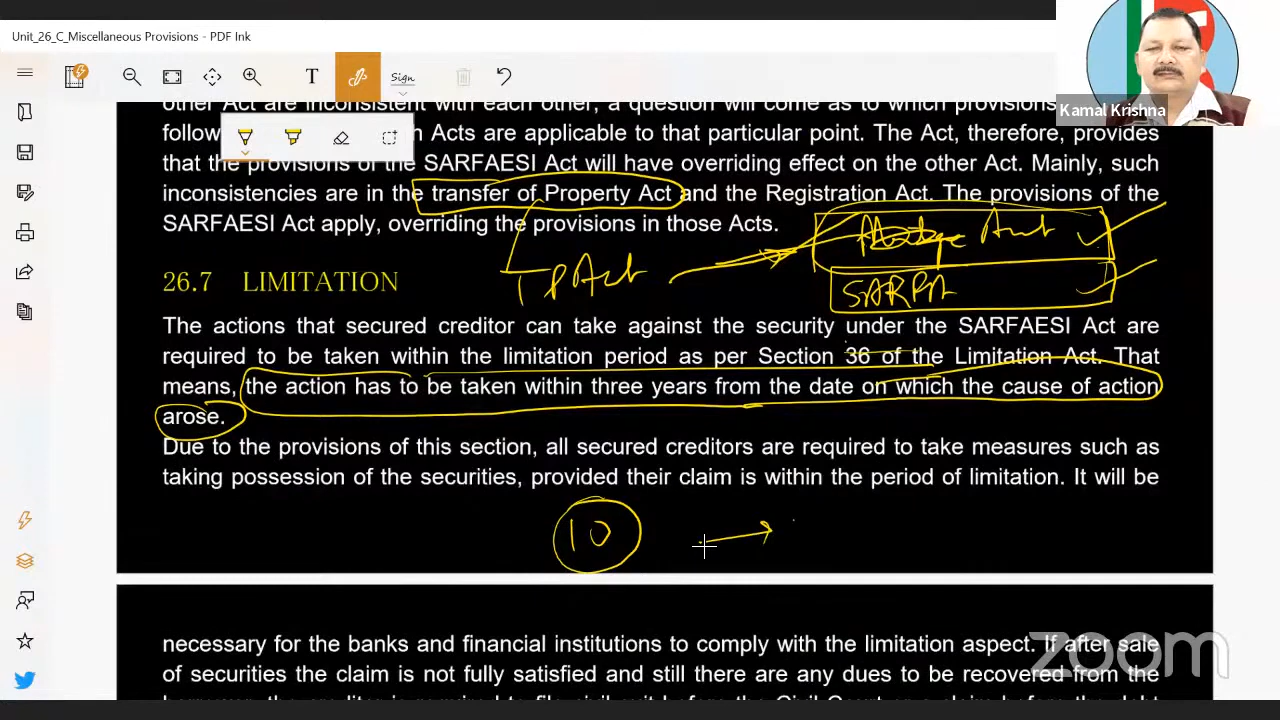 Unit_26_C_Miscellaneous Provisions - PDF Ink
Kamal Krishna
T
Sign
other Act are inconsistent with each other, a question will come as to which provisions
follow Acts are applicable to that particular point. The Act, therefore, provides
that the provisions of the SARFAESI Act will have overriding effect on the other Act. Mainly, such
inconsistencies are in the transfer of Property Act and the Registration Act. The provisions of the
SARFAESI Act apply, overriding the provisions in those Acts.
26.7 LIMITATION
The actions that secured creditor can take against the security under the SARFAESI Act are
required to be taken within the limitation period as per Section 36 of the Limitation Act. That
means, the action has to be taken within three years from the date on which the cause of action
arose.
Due to the provisions of this section, all secured creditors are required to take measures such as
taking possession of the securities, provided their claim is within the period of limitation. It will be
10
necessary for the banks and financial institutions to comply with the limitation aspect. If after sale
of securities the claim is not fully satisfied and still there are any dues to be recovered from the
zoom